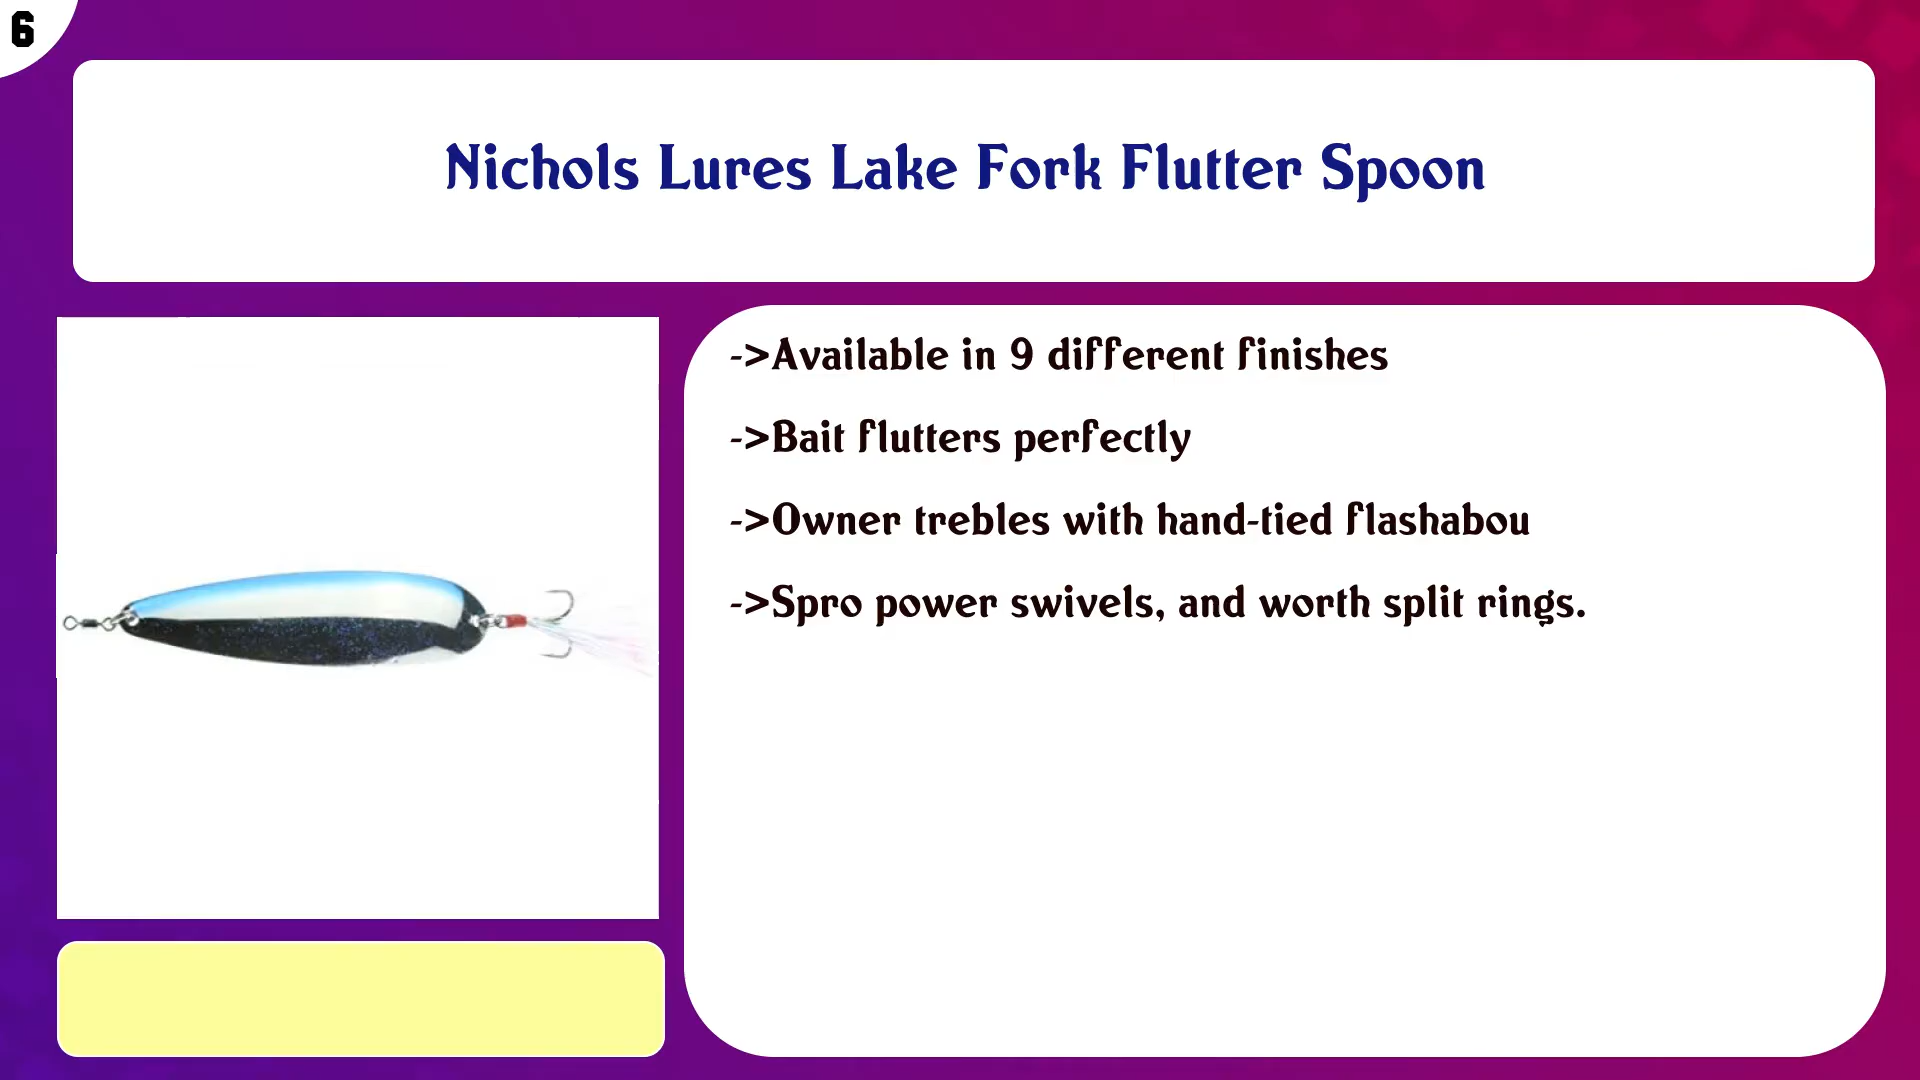 6
Nichols Lures Lake Fork Flutter Spoon
->Available in 9 different finishes
->Bait flutters perfectly
->Owner trebles with hand-tied flashabou
->Spro power swivels, and worth split rings.